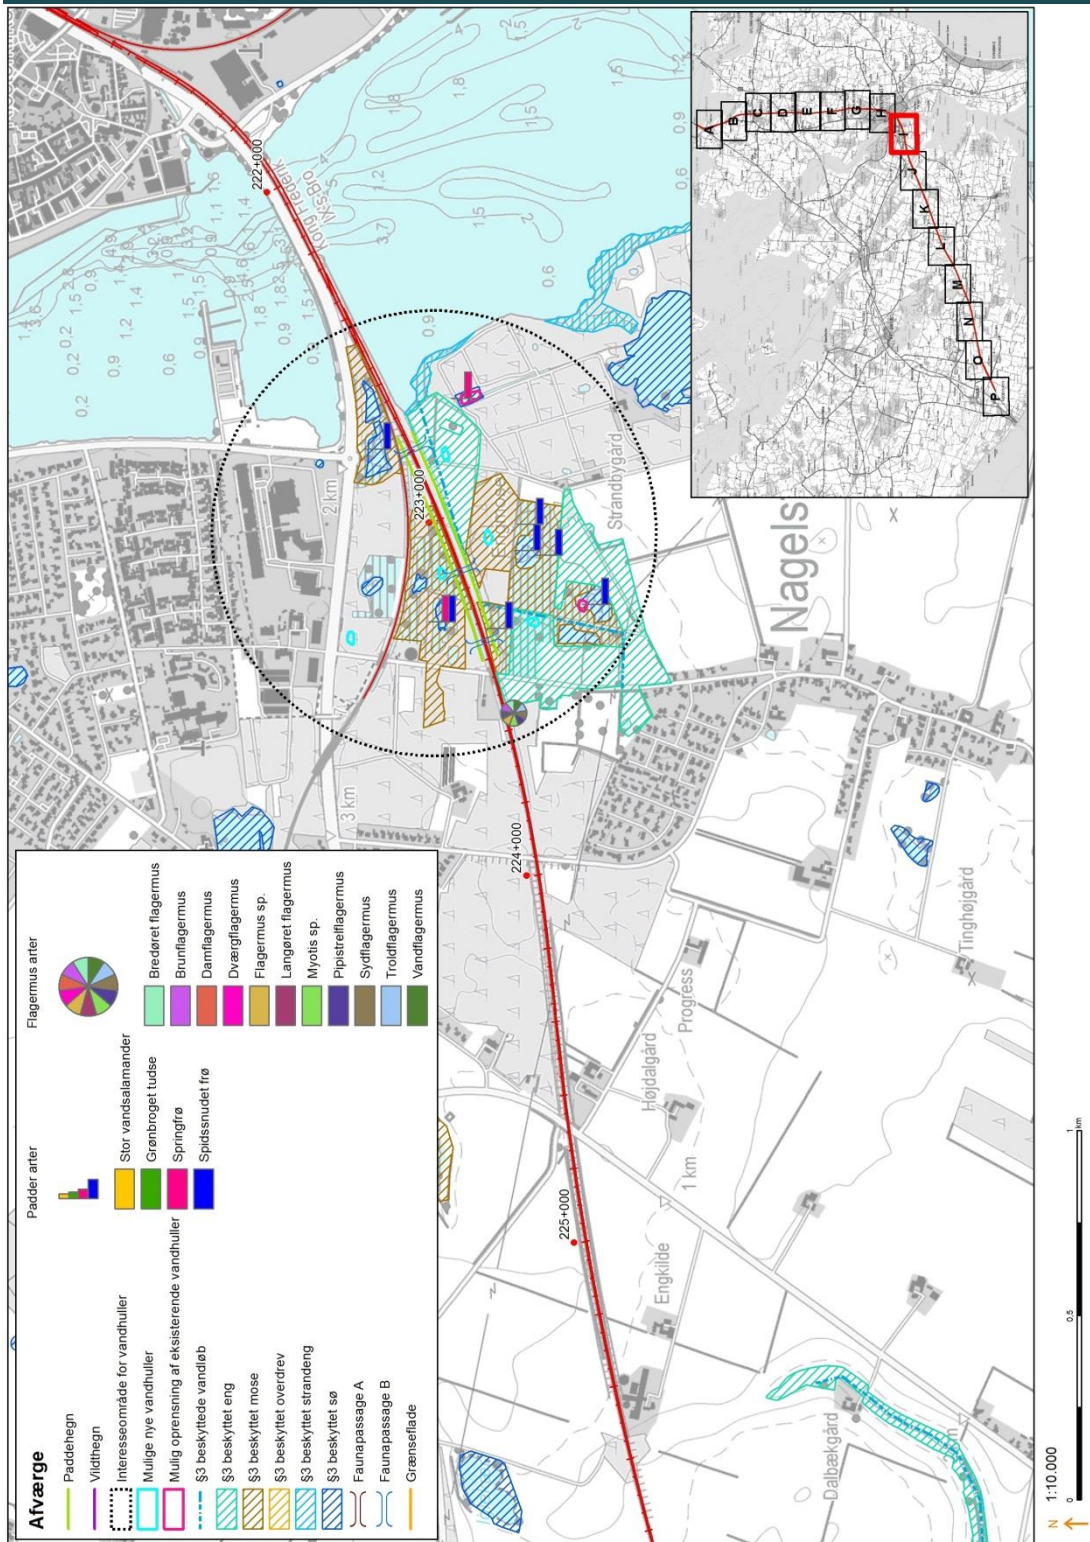 Afværge
Paddehegn
Vildthegn
Interesseområde for vandhuller
Mulige nye vandhuller
Mulig oprensning af eksisterende vandhuller
§3 beskyttede vandløb
§3 beskyttet eng
§3 beskyttet mose
§3 beskyttet overdrev
§3 beskyttet strandeng
§3 beskyttet sø
Faunapassage A
Faunapassage B
Grænseflade
Padder arter
Stor vandsalamander
Grønbroget tudse
Springfrø
Spidssnudet frø
Flagermus arter
Bredøret flagermus
Brunflagermus
Damflagermus
Dværgflagermus
Flagermus sp.
Langøret flagermus
Myotis sp.
Pipistrelflagermus
Sydflagermus
Troldflagermus
Vandflagermus
222+000
223+000
224+000
225+000
2 km
3 km
1 km
Strandbygård
Nagels
Højdalgård
Progress
Engkilde
Tinghøjgård
Dalbækgård
A
B
C
D
E
F
G
H
I
J
K
L
M
N
O
P
N
1:10.000
0
0,5
1
km